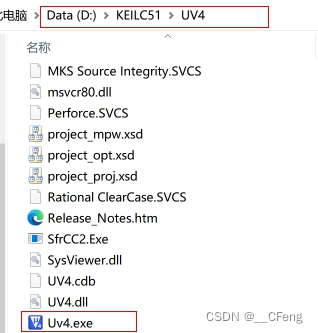 此电脑 > Data (D:) > KEILC51 > UV4
名称
MKS Source Integrity.SVCS
msvcr80.dll
Perforce.SVCS
project_mpw.xsd
project_opt.xsd
project_proj.xsd
Rational ClearCase.SVCS
Release_Notes.htm
SfrCC2.Exe
SysViewer.dll
UV4.cdb
UV4.dll
Uv4.exe
CSDN @__CFeng